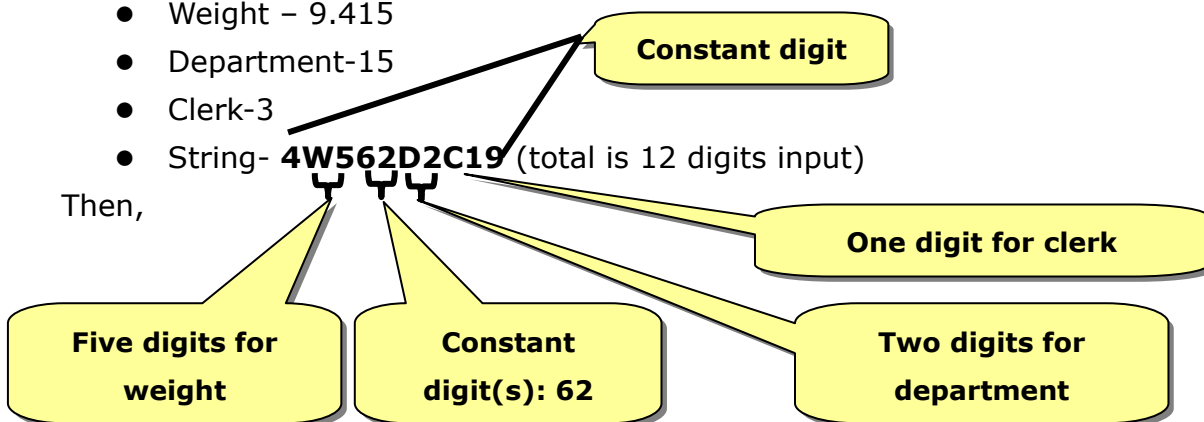 ● Weight – 9.415
Constant digit
● Department-15
● Clerk-3
● String- 4W562D2C19 (total is 12 digits input)
Then,
One digit for clerk
Five digits for
weight
Constant
digit(s): 62
Two digits for
department